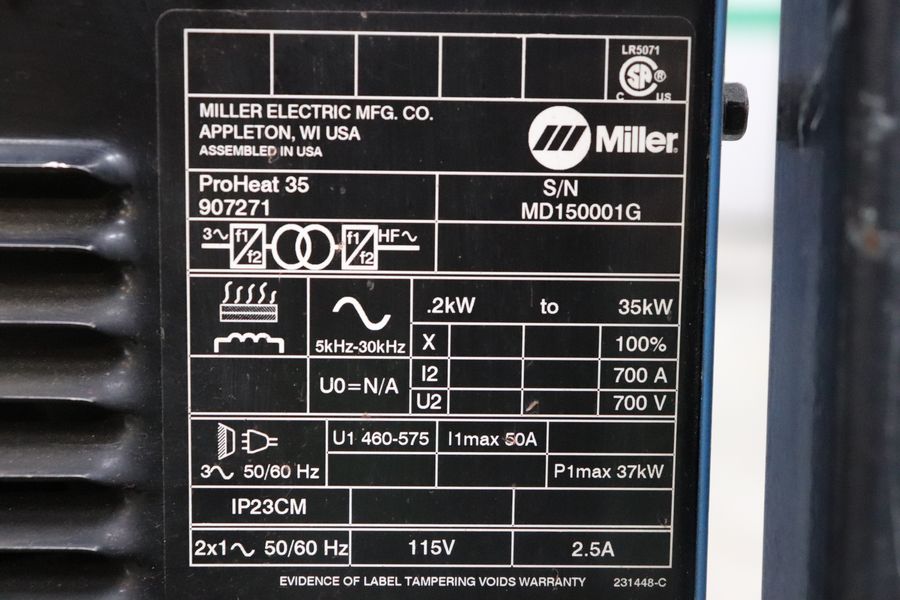 LR5071
SP®
C US
MILLER ELECTRIC MFG. CO.
APPLETON, WI USA
ASSEMBLED IN USA
Miller®
ProHeat 35
907271
S/N
MD150001G
3∿ f1/f2 f1/f2 HF∿
.2kW to 35kW
5kHz-30kHz
X 100%
U0=N/A
I2 700 A
U2 700 V
U1 460-575 I1max 50A
3∿ 50/60 Hz
P1max 37kW
IP23CM
2x1∿ 50/60 Hz 115V 2.5A
EVIDENCE OF LABEL TAMPERING VOIDS WARRANTY 231448-C